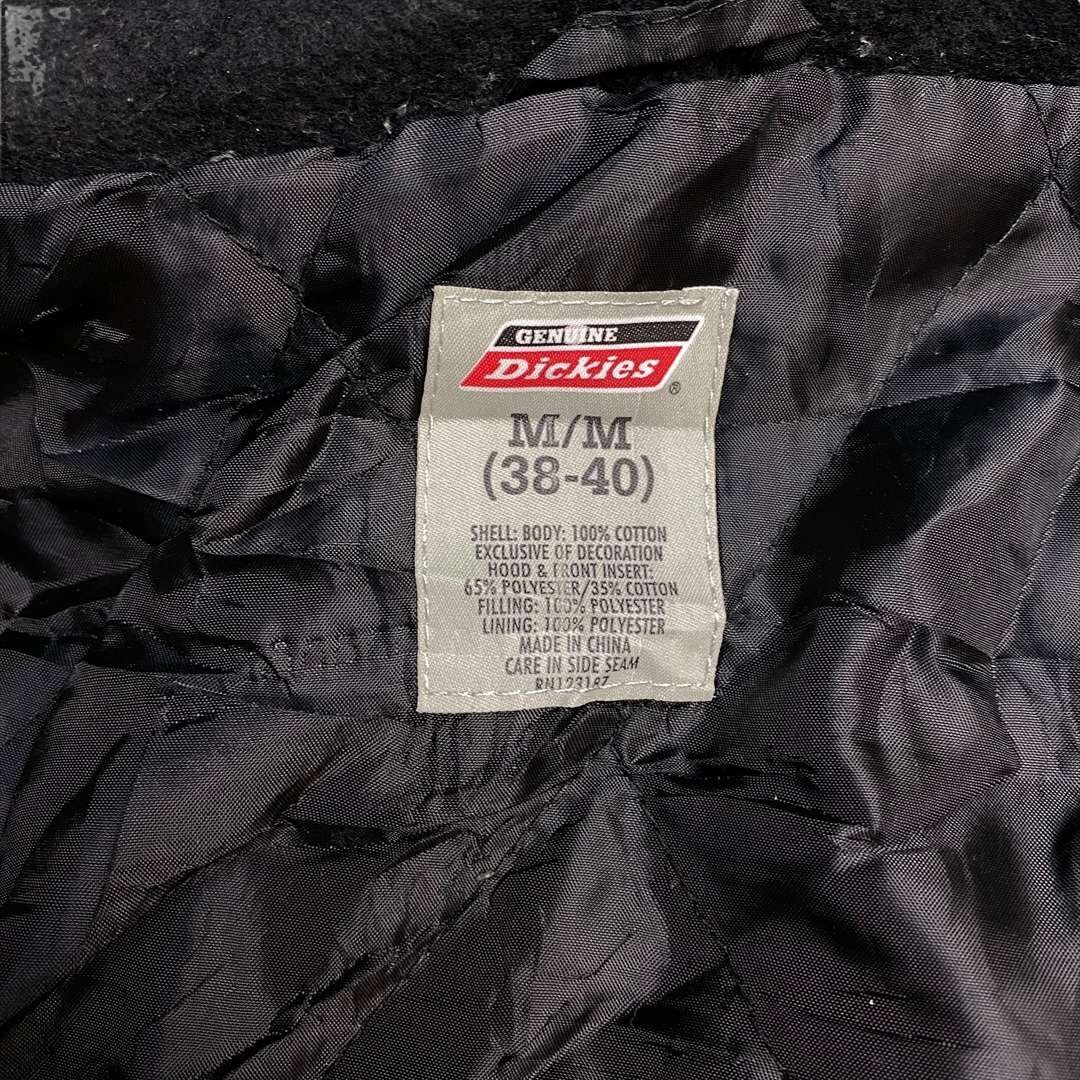 GENUINE
Dickies
®
M/M
(38-40)
SHELL: BODY: 100% COTTON
EXCLUSIVE OF DECORATION
HOOD & FRONT INSERT:
65% POLYESTER/35% COTTON
FILLING: 100% POLYESTER
LINING: 100% POLYESTER
MADE IN CHINA
CARE IN SIDE SEAM
RN123187